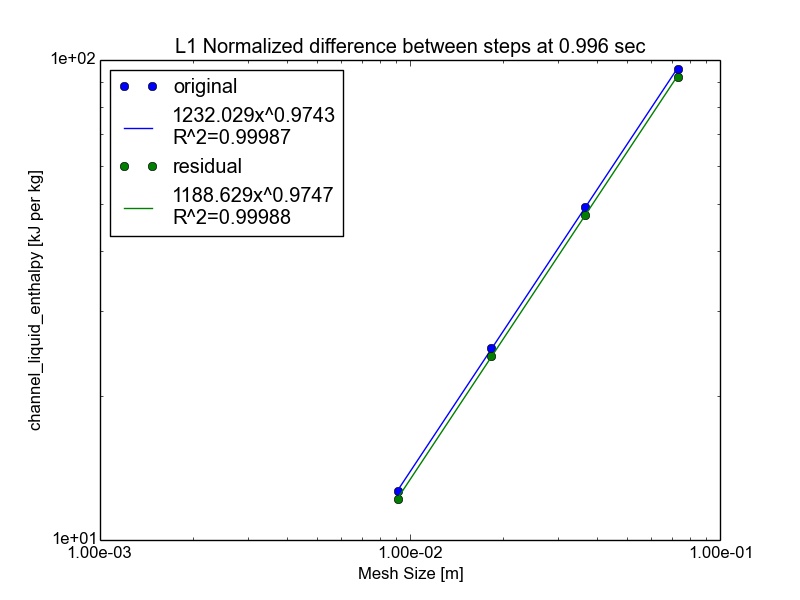 L1 Normalized difference between steps at 0.996 sec
1e+02
original
1232.029x^0.9743
R^2=0.99987
residual
1188.629x^0.9747
R^2=0.99988
channel_liquid_enthalpy [kJ per kg]
1e+01
1.00e-03
1.00e-02
1.00e-01
Mesh Size [m]